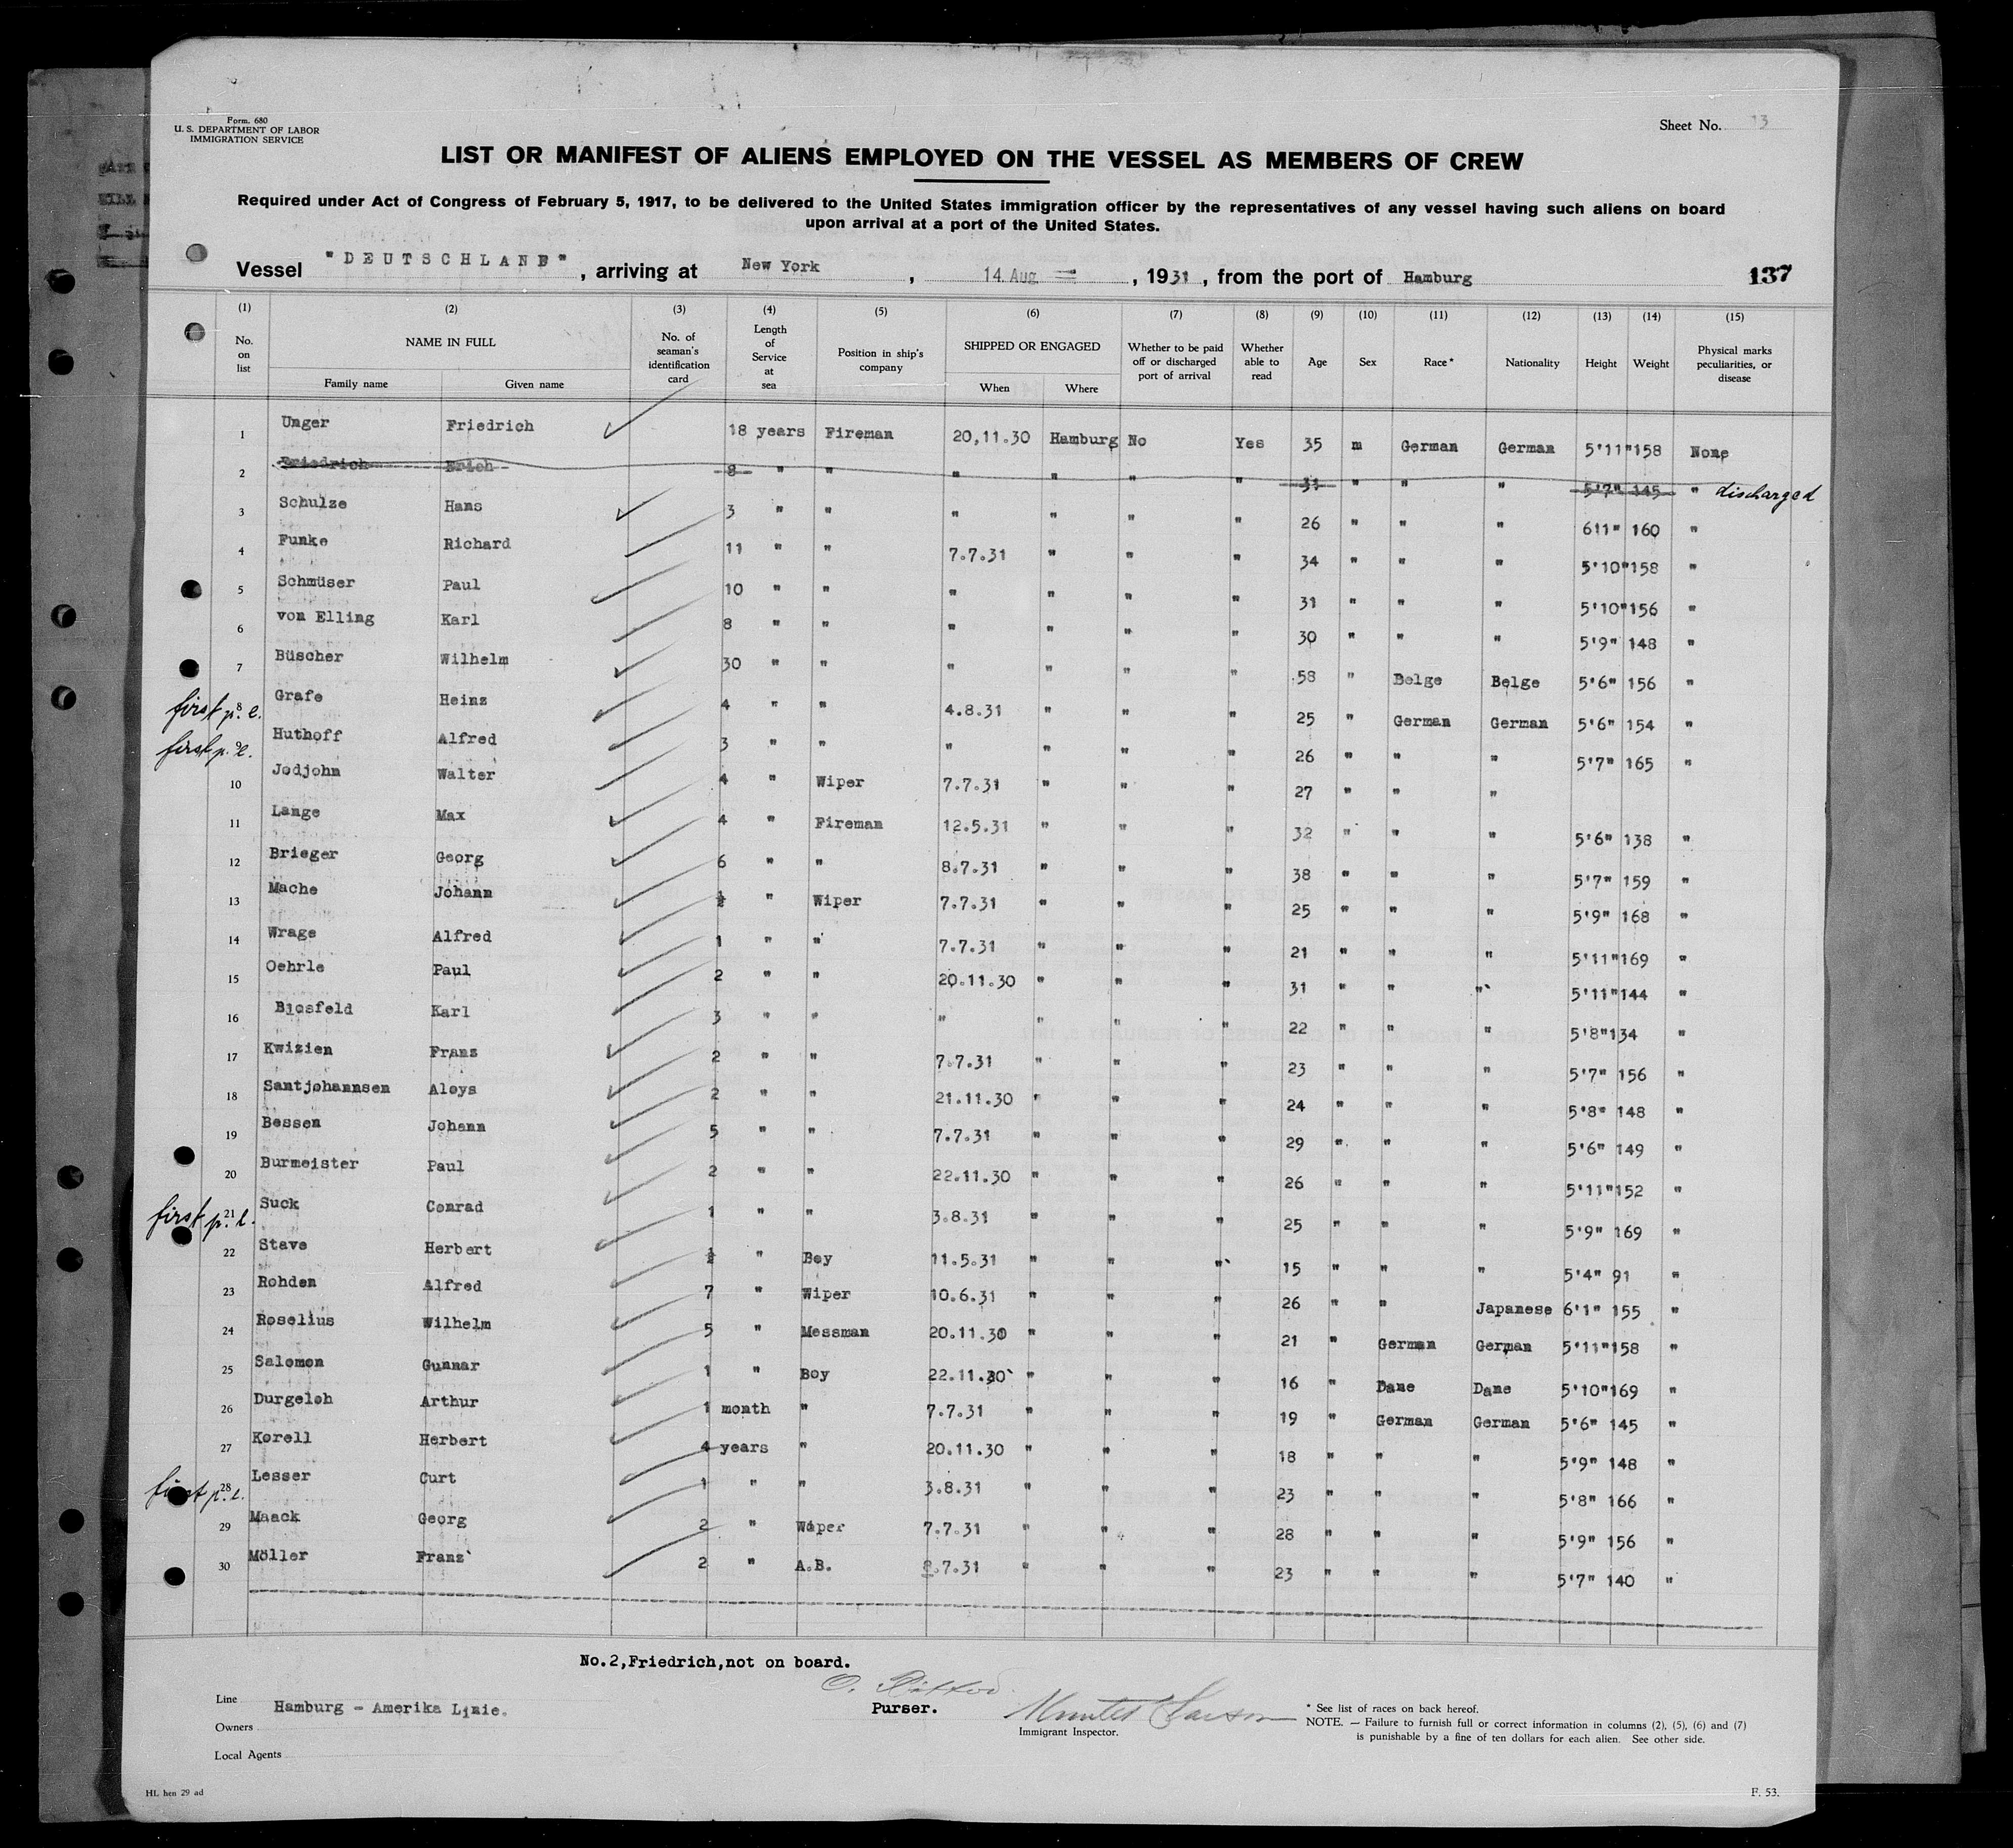 Form. 680
U. S. DEPARTMENT OF LABOR
IMMIGRATION SERVICE
Sheet No. 13
LIST OR MANIFEST OF ALIENS EMPLOYED ON THE VESSEL AS MEMBERS OF CREW
Required under Act of Congress of February 5, 1917, to be delivered to the United States immigration officer by the representatives of any vessel having such aliens on board
upon arrival at a port of the United States.
Vessel "DEUTSCHLAND", arriving at New York, 14 Aug, 1931, from the port of Hamburg 137
(1) (2) (3) (4) (5) (6) (7) (8) (9) (10) (11) (12) (13) (14) (15)
No. on list NAME IN FULL Family name Given name No. of seaman's identification card Length of Service at sea Position in ship's company SHIPPED OR ENGAGED When Where Whether to be paid off or discharged port of arrival Whether able to read Age Sex Race* Nationality Height Weight Physical marks peculiarities, or disease
1 Unger Friedrich 18 years Fireman 20.11.30 Hamburg No Yes 35 m German German 5'11" 158 None
2 Friedrich Erich 8 " " " " " " 31 " " " 5'7" 145 " discharged
3 Schulze Hans 3 " " " " " " 26 " " " 611" 160 "
4 Funke Richard 11 " " 7.7.31 " " " 34 " " " 5'10" 158 "
5 Schmüser Paul 10 " " " " " " 31 " " " 5'10" 156 "
6 von Elling Karl 8 " " " " " " 30 " " " 5'9" 148 "
7 Büscher Wilhelm 30 " " " " " " 58 " Belge Belge 5'6" 156 "
first p. l. 8 Grafe Heinz 4 " " 4.8.31 " " " 25 " German German 5'6" 154 "
first p. l. 9 Huthoff Alfred 3 " " " " " " 26 " " " 5'7" 165 "
10 Jodjohn Walter 4 " Wiper 7.7.31 " " " 27 " " "
11 Lange Max 4 " Fireman 12.5.31 " " " 32 " " " 5'6" 138 "
12 Brieger Georg 6 " " 8.7.31 " " " 38 " " " 5'7" 159 "
13 Mache Johann ½ " Wiper 7.7.31 " " " 25 " " " 5'9" 168 "
14 Wrage Alfred 1 " " 7.7.31 " " " 21 " " " 5'11" 169 "
15 Oehrle Paul 2 " " 20.11.30 " " " 31 " " " 5'11" 144 "
16 Blosfeld Karl 3 " " " " " " 22 " " " 5'8" 134 "
17 Kwizien Franz 2 " " 7.7.31 " " " 23 " " " 5'7" 156 "
18 Santjohannsen Aloys 2 " " 21.11.30 " " " 24 " " " 5'8" 148 "
19 Bessen Johann 5 " " 7.7.31 " " " 29 " " " 5'6" 149 "
20 Burmeister Paul 2 " " 22.11.30 " " " 26 " " " 5'11" 152 "
first p. l. 21 Suck Conrad 1 " " 3.8.31 " " " 25 " " " 5'9" 169 "
22 Stave Herbert ½ " Boy 11.5.31 " " " 15 " " " 5'4" 91 "
23 Rohden Alfred 7 " Wiper 10.6.31 " " " 26 " " Japanese 6'1" 155 "
24 Roselius Wilhelm 5 " Messman 20.11.30 " " " 21 " German German 5'11" 158 "
25 Salomon Gunnar 1 " Boy 22.11.30 " " " 16 " Dane Dane 5'10" 169 "
26 Durgeloh Arthur 1 month " 7.7.31 " " " 19 " German German 5'6" 145 "
27 Korell Herbert 4 years " 20.11.30 " " " 18 " " " 5'9" 148 "
first p. l. 28 Lesser Curt 1 " " 3.8.31 " " " 23 " " " 5'8" 166 "
29 Maack Georg 2 " Wiper 7.7.31 " " " 28 " " " 5'9" 156 "
30 Möller Franz 2 " A.B. 8.7.31 " " " 23 " " " 5'7" 140 "
No.2,Friedrich,not on board.
Line Hamburg - Amerika Linie.
Owners
Local Agents
Purser.
Immigrant Inspector.
* See list of races on back hereof.
NOTE. — Failure to furnish full or correct information in columns (2), (5), (6) and (7)
is punishable by a fine of ten dollars for each alien. See other side.
HL hen 29 ad
F. 53.